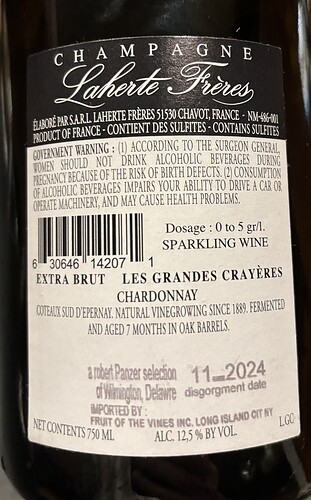 CHAMPAGNE
Laherte Frères
ÉLABORÉ PAR S.A.R.L. LAHERTE FRÈRES 51530 CHAVOT, FRANCE - NM-686-001
PRODUCT OF FRANCE - CONTIENT DES SULFITES - CONTAINS SULFITES
GOVERNMENT WARNING : (1) ACCORDING TO THE SURGEON GENERAL,
WOMEN SHOULD NOT DRINK ALCOHOLIC BEVERAGES DURING
PREGNANCY BECAUSE OF THE RISK OF BIRTH DEFECTS. (2) CONSUMPTION
OF ALCOHOLIC BEVERAGES IMPAIRS YOUR ABILITY TO DRIVE A CAR OR
OPERATE MACHINERY, AND MAY CAUSE HEALTH PROBLEMS.
Dosage : 0 to 5 gr/l.
SPARKLING WINE
6 30646 14207 1
EXTRA BRUT LES GRANDES CRAYÈRES
CHARDONNAY
COTEAUX SUD D'EPERNAY. NATURAL VINEGROWING SINCE 1889. FERMENTED
AND AGED 7 MONTHS IN OAK BARRELS.
a robert Panzer selection
of Wilmington, Delawre
11_2024
disgorgment date
IMPORTED BY :
FRUIT OF THE VINES INC. LONG ISLAND CIT NY
NET CONTENTS 750 ML
ALC. 12,5 % BY VOL.
L GC